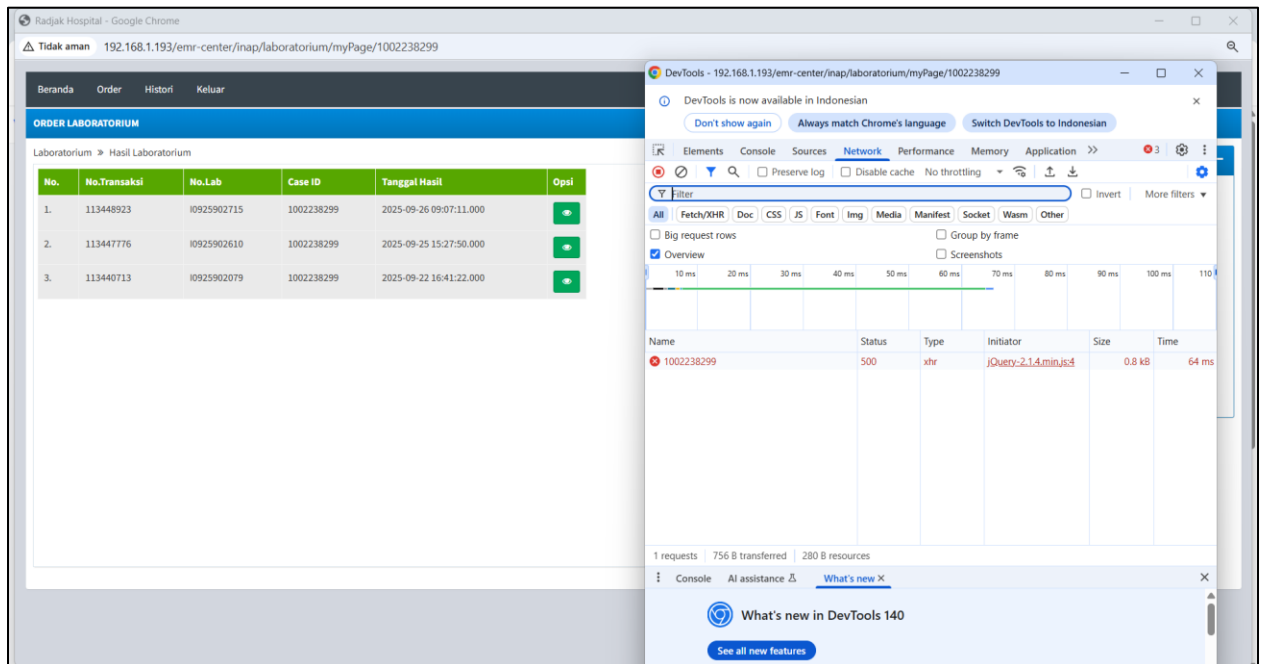 Radjak Hospital - Google Chrome
Tidak aman 192.168.1.193/emr-center/inap/laboratorium/myPage/1002238299
Beranda Order Histori Keluar
ORDER LABORATORIUM
Laboratorium » Hasil Laboratorium
No. No.Transaksi No.Lab Case ID Tanggal Hasil Opsi
1. 113448923 I0925902715 1002238299 2025-09-26 09:07:11.000
2. 113447776 I0925902610 1002238299 2025-09-25 15:27:50.000
3. 113440713 I0925902079 1002238299 2025-09-22 16:41:22.000
DevTools - 192.168.1.193/emr-center/inap/laboratorium/myPage/1002238299
DevTools is now available in Indonesian
Don't show again Always match Chrome's language Switch DevTools to Indonesian
Elements Console Sources Network Performance Memory Application 3
Preserve log Disable cache No throttling
Filter Invert More filters
All Fetch/XHR Doc CSS JS Font Img Media Manifest Socket Wasm Other
Big request rows Group by frame
Overview Screenshots
10 ms 20 ms 30 ms 40 ms 50 ms 60 ms 70 ms 80 ms 90 ms 100 ms 110
Name Status Type Initiator Size Time
1002238299 500 xhr jQuery-2.1.4.min.js:4 0.8 kB 64 ms
1 requests 756 B transferred 280 B resources
Console AI assistance What's new
What's new in DevTools 140
See all new features